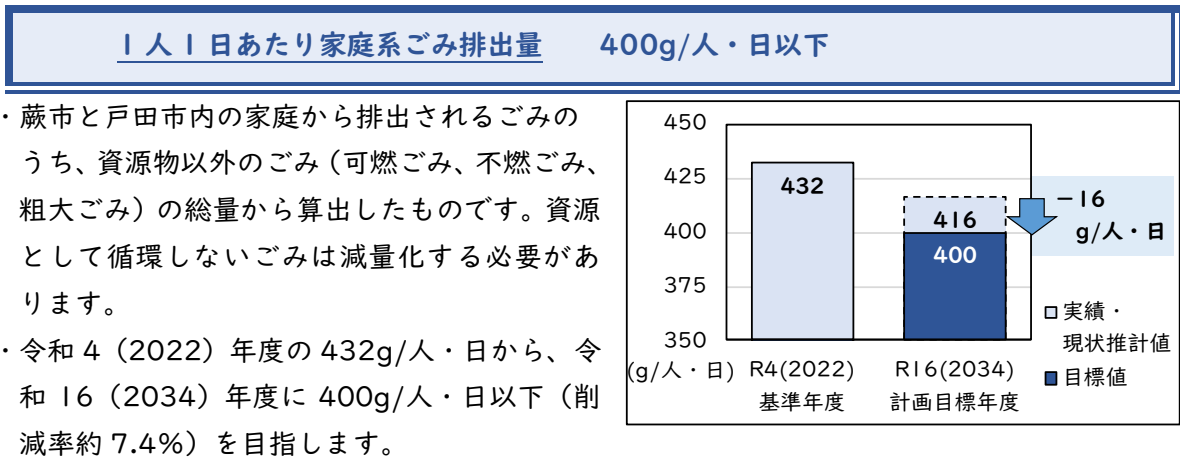 1人1日あたり家庭系ごみ排出量 400g/人・日以下
・蕨市と戸田市内の家庭から排出されるごみの
うち、資源物以外のごみ（可燃ごみ、不燃ごみ、
粗大ごみ）の総量から算出したものです。資源
として循環しないごみは減量化する必要があ
ります。
・令和4（2022）年度の432g/人・日から、令
和16（2034）年度に400g/人・日以下（削
減率約7.4％）を目指します。
450
425
400
375
350
(g/人・日)
432
416
400
－16
g/人・日
R4(2022)
基準年度
R16(2034)
計画目標年度
実績・
現状推計値
目標値